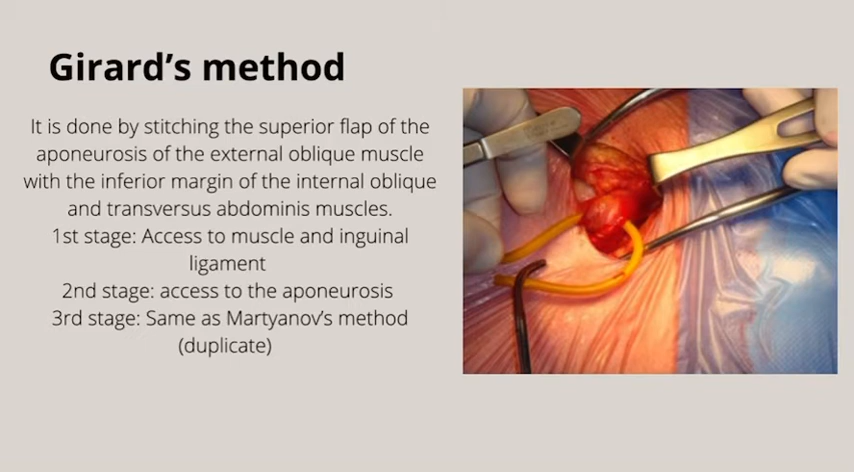 Girard’s method
It is done by stitching the superior flap of the
aponeurosis of the external oblique muscle
with the inferior margin of the internal oblique
and transversus abdominis muscles.
1st stage: Access to muscle and inguinal
ligament
2nd stage: access to the aponeurosis
3rd stage: Same as Martyanov’s method
(duplicate)